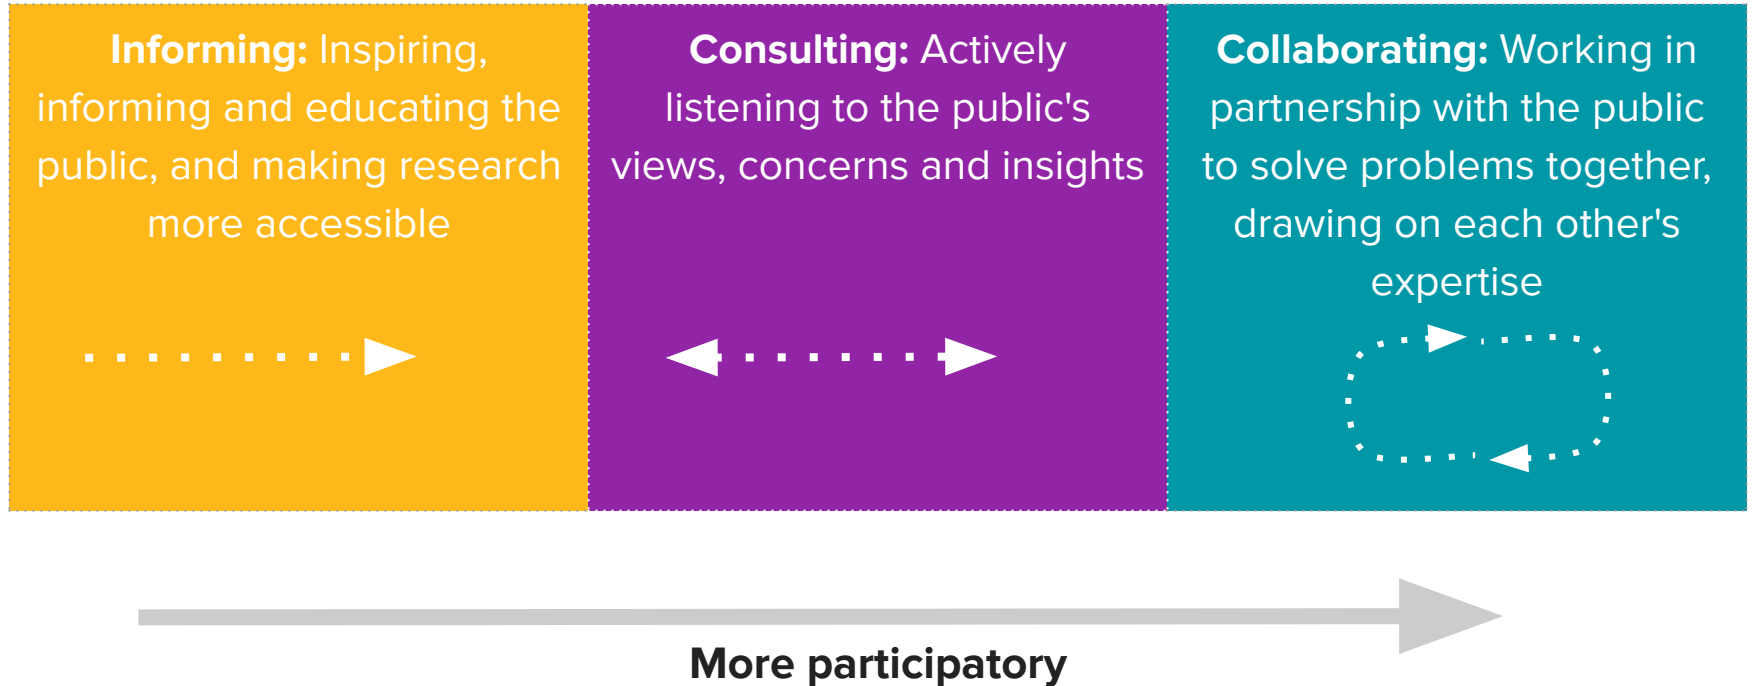 Informing: Inspiring,
informing and educating the
public, and making research
more accessible
Consulting: Actively
listening to the public's
views, concerns and insights
Collaborating: Working in
partnership with the public
to solve problems together,
drawing on each other's
expertise
More participatory